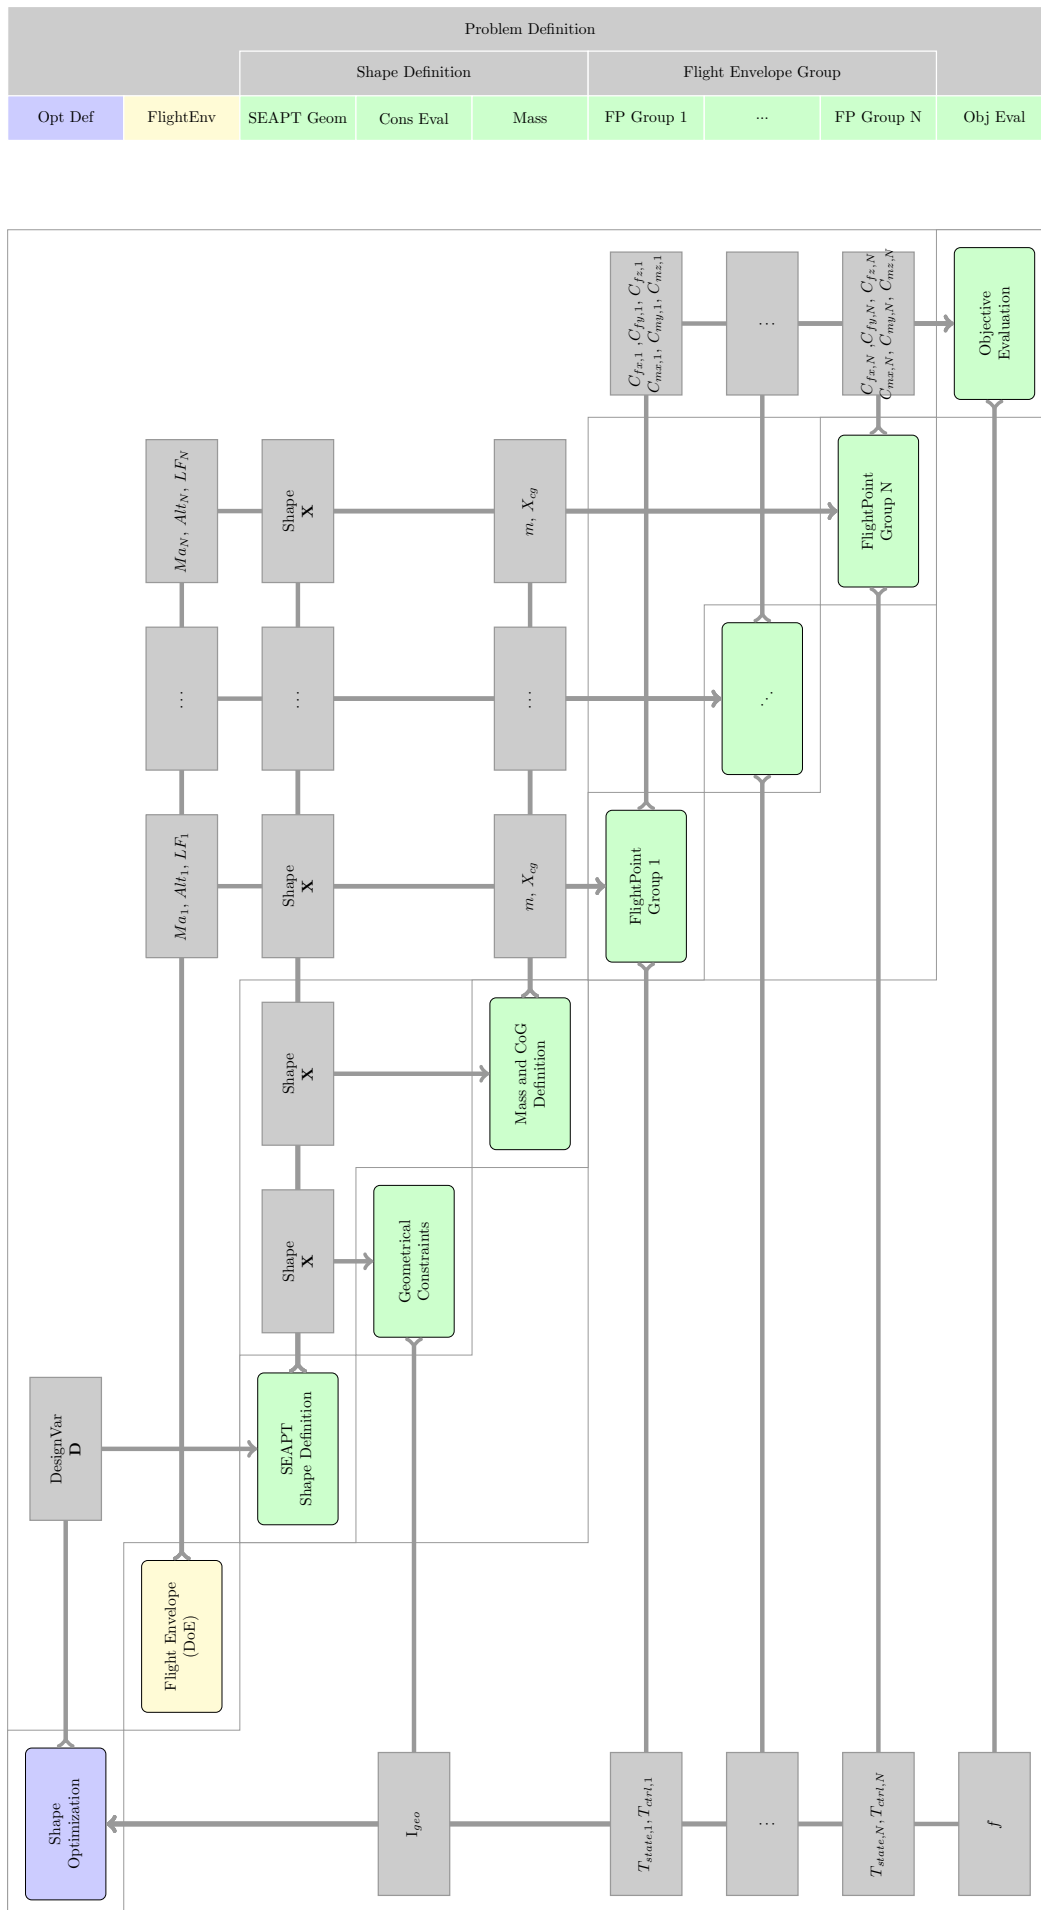 Problem Definition
Shape Definition
Flight Envelope Group
Opt Def
FlightEnv
SEAPT Geom
Cons Eval
Mass
FP Group 1
...
FP Group N
Obj Eval
C_{fx,1} ,C_{fy,1}, C_{fz,1}
C_{mx,1}, C_{my,1}, C_{mz,1}
...
C_{fx,N} ,C_{fy,N}, C_{fz,N}
C_{mx,N}, C_{my,N}, C_{mz,N}
Objective
Evaluation
Ma_N, Alt_N, LF_N
Shape
X
m, X_{cg}
FlightPoint
Group N
...
...
...
⋱
Ma_1, Alt_1, LF_1
Shape
X
m, X_{cg}
FlightPoint
Group 1
Shape
X
Mass and CoG
Definition
Shape
X
Geometrical
Constraints
DesignVar
D
SEAPT
Shape Definition
Flight Envelope
(DoE)
Shape
Optimization
I_{geo}
T_{state,1}, T_{ctrl,1}
...
T_{state,N}, T_{ctrl,N}
f